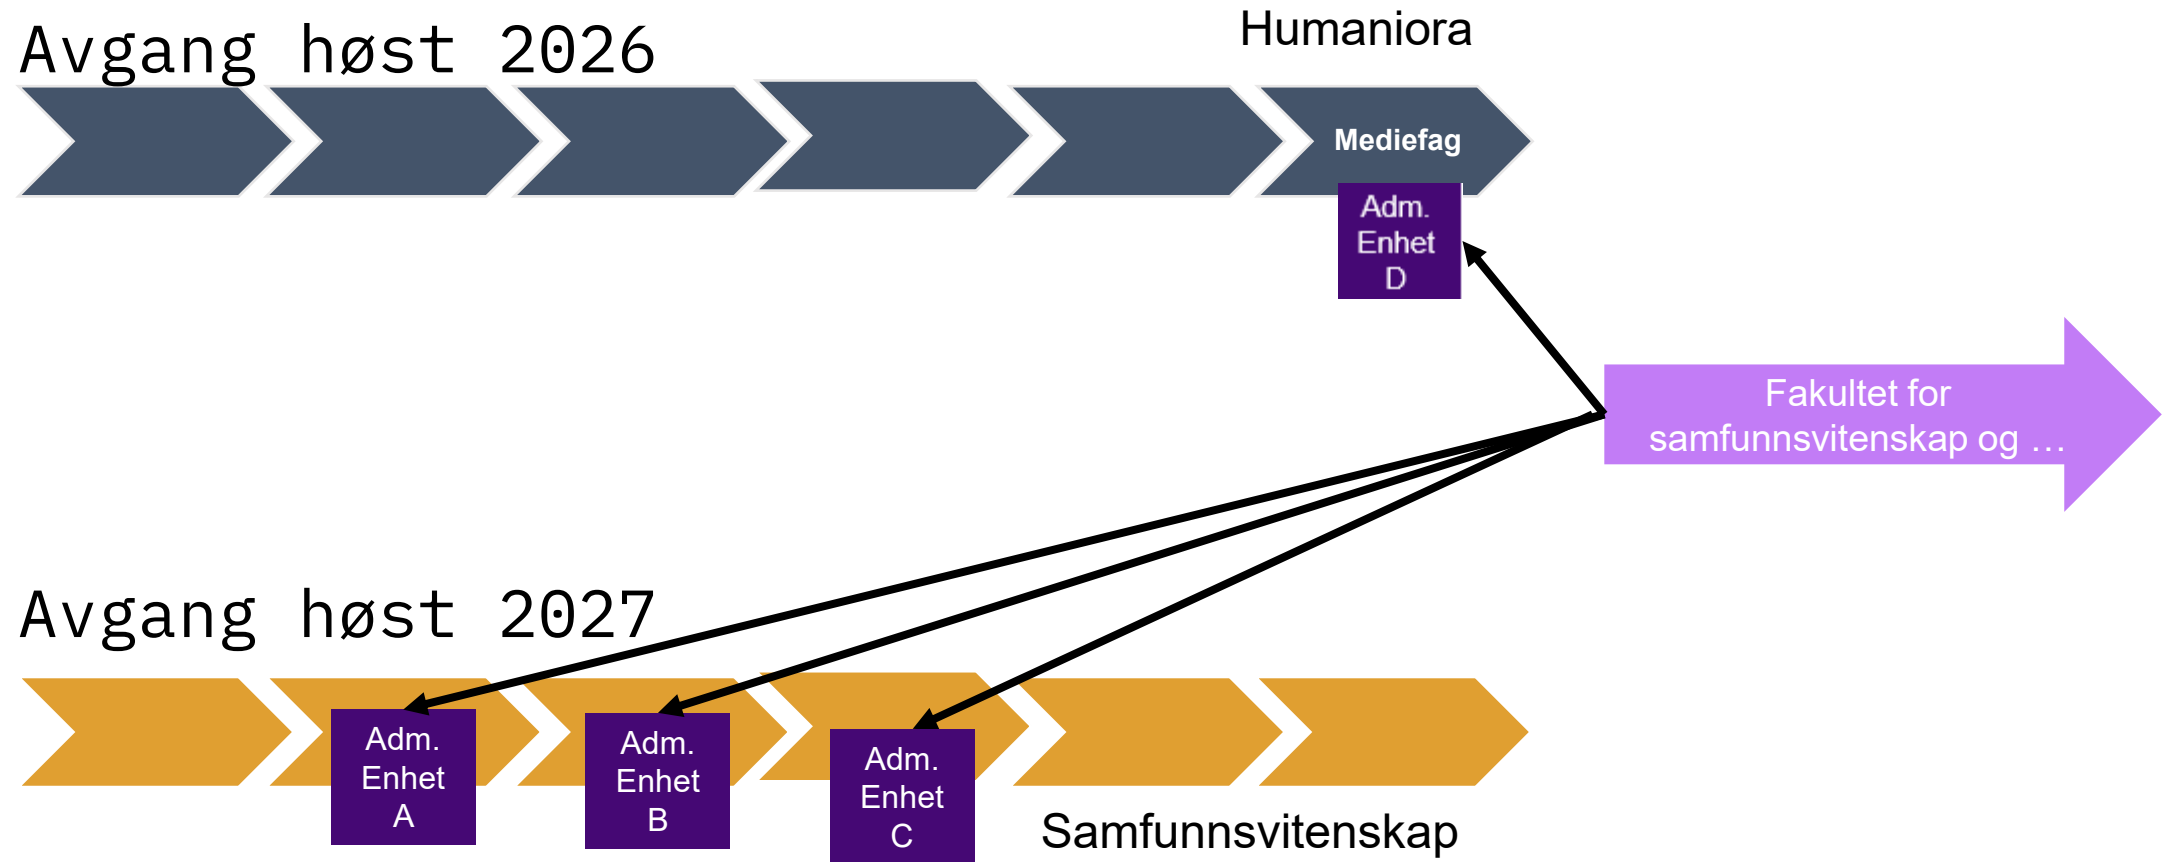 Humaniora
Avgang høst 2026
Mediefag
Adm.
Enhet
D
Fakultet for
samfunnsvitenskap og …
Avgang høst 2027
Adm.
Enhet
A
Adm.
Enhet
B
Adm.
Enhet
C
Samfunnsvitenskap